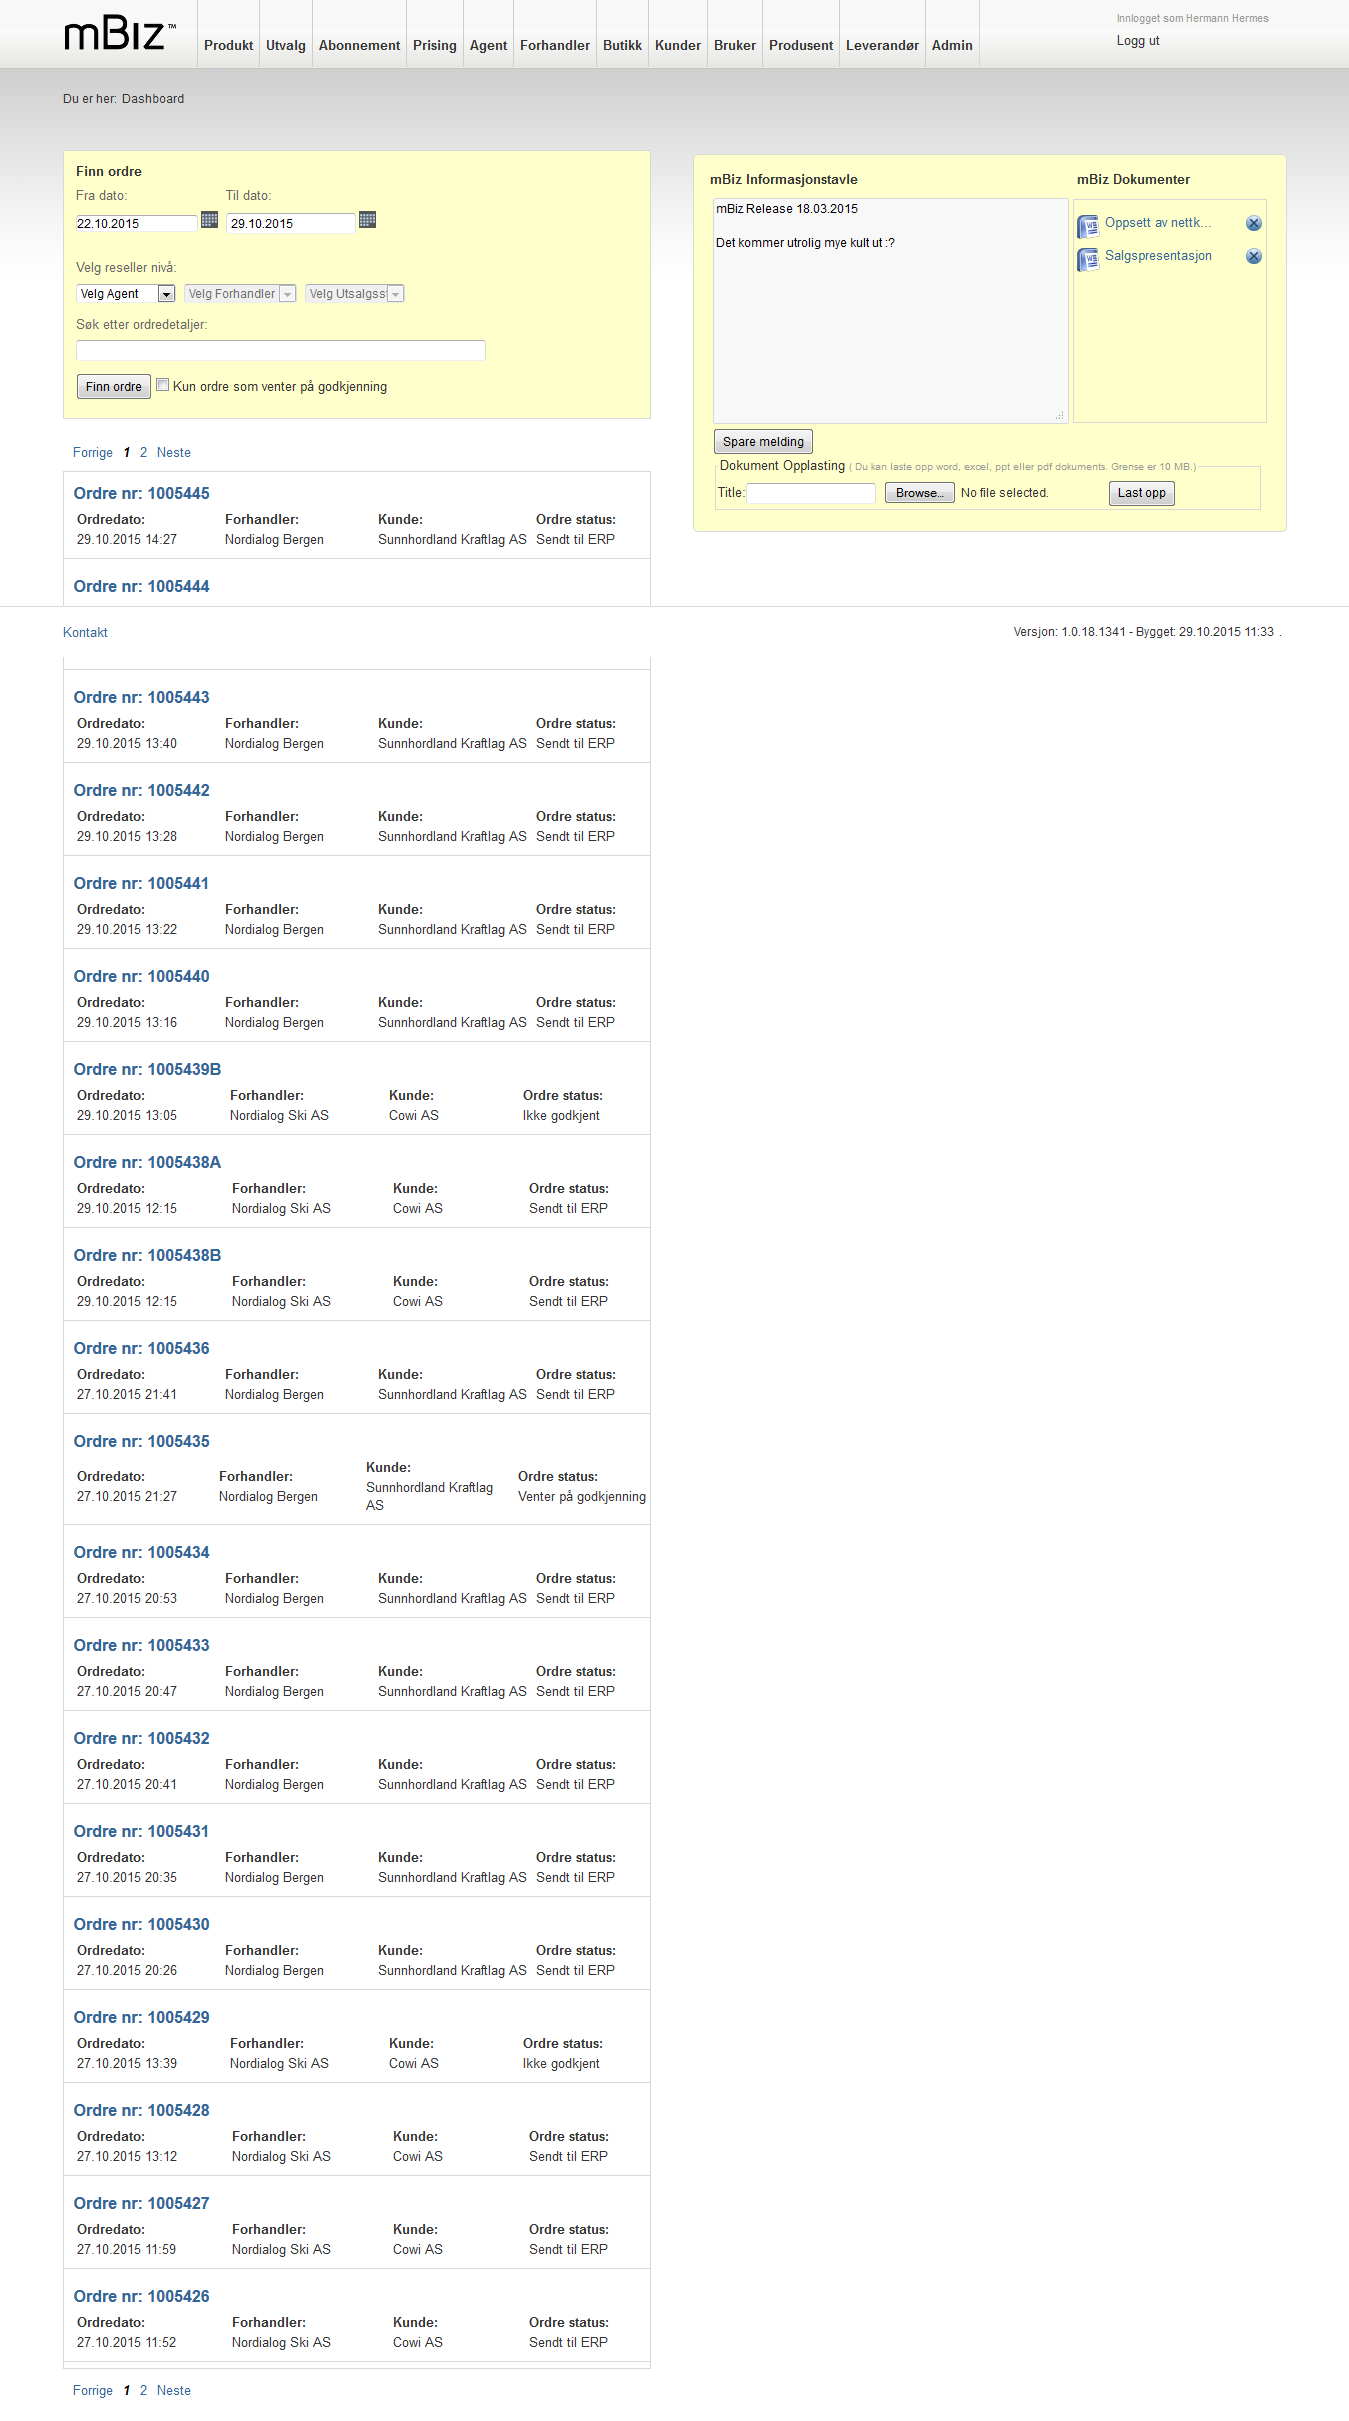 mBiz™
Produkt Utvalg Abonnement Prising Agent Forhandler Butikk Kunder Bruker Produsent Leverandør Admin
Innlogget som Hermann Hermes
Logg ut
Du er her: Dashboard
Finn ordre
Fra dato: Til dato:
22.10.2015 29.10.2015
Velg reseller nivå:
Velg Agent Velg Forhandler Velg Utsalgss
Søk etter ordredetaljer:
Finn ordre Kun ordre som venter på godkjenning
mBiz Informasjonstavle mBiz Dokumenter
mBiz Release 18.03.2015
Det kommer utrolig mye kult ut :?
Oppsett av nettk...
Salgspresentasjon
Spare melding
Dokument Opplasting ( Du kan laste opp word, excel, ppt eller pdf dokuments. Grense er 10 MB.)
Title: Browse... No file selected. Last opp
Forrige 1 2 Neste
Ordre nr: 1005445
Ordredato: Forhandler: Kunde: Ordre status:
29.10.2015 14:27 Nordialog Bergen Sunnhordland Kraftlag AS Sendt til ERP
Ordre nr: 1005444
Kontakt Versjon: 1.0.18.1341 - Bygget: 29.10.2015 11:33 .
Ordre nr: 1005443
Ordredato: Forhandler: Kunde: Ordre status:
29.10.2015 13:40 Nordialog Bergen Sunnhordland Kraftlag AS Sendt til ERP
Ordre nr: 1005442
Ordredato: Forhandler: Kunde: Ordre status:
29.10.2015 13:28 Nordialog Bergen Sunnhordland Kraftlag AS Sendt til ERP
Ordre nr: 1005441
Ordredato: Forhandler: Kunde: Ordre status:
29.10.2015 13:22 Nordialog Bergen Sunnhordland Kraftlag AS Sendt til ERP
Ordre nr: 1005440
Ordredato: Forhandler: Kunde: Ordre status:
29.10.2015 13:16 Nordialog Bergen Sunnhordland Kraftlag AS Sendt til ERP
Ordre nr: 1005439B
Ordredato: Forhandler: Kunde: Ordre status:
29.10.2015 13:05 Nordialog Ski AS Cowi AS Ikke godkjent
Ordre nr: 1005438A
Ordredato: Forhandler: Kunde: Ordre status:
29.10.2015 12:15 Nordialog Ski AS Cowi AS Sendt til ERP
Ordre nr: 1005438B
Ordredato: Forhandler: Kunde: Ordre status:
29.10.2015 12:15 Nordialog Ski AS Cowi AS Sendt til ERP
Ordre nr: 1005436
Ordredato: Forhandler: Kunde: Ordre status:
27.10.2015 21:41 Nordialog Bergen Sunnhordland Kraftlag AS Sendt til ERP
Ordre nr: 1005435
Ordredato: Forhandler: Kunde: Ordre status:
27.10.2015 21:27 Nordialog Bergen Sunnhordland Kraftlag AS Venter på godkjenning
Ordre nr: 1005434
Ordredato: Forhandler: Kunde: Ordre status:
27.10.2015 20:53 Nordialog Bergen Sunnhordland Kraftlag AS Sendt til ERP
Ordre nr: 1005433
Ordredato: Forhandler: Kunde: Ordre status:
27.10.2015 20:47 Nordialog Bergen Sunnhordland Kraftlag AS Sendt til ERP
Ordre nr: 1005432
Ordredato: Forhandler: Kunde: Ordre status:
27.10.2015 20:41 Nordialog Bergen Sunnhordland Kraftlag AS Sendt til ERP
Ordre nr: 1005431
Ordredato: Forhandler: Kunde: Ordre status:
27.10.2015 20:35 Nordialog Bergen Sunnhordland Kraftlag AS Sendt til ERP
Ordre nr: 1005430
Ordredato: Forhandler: Kunde: Ordre status:
27.10.2015 20:26 Nordialog Bergen Sunnhordland Kraftlag AS Sendt til ERP
Ordre nr: 1005429
Ordredato: Forhandler: Kunde: Ordre status:
27.10.2015 13:39 Nordialog Ski AS Cowi AS Ikke godkjent
Ordre nr: 1005428
Ordredato: Forhandler: Kunde: Ordre status:
27.10.2015 13:12 Nordialog Ski AS Cowi AS Sendt til ERP
Ordre nr: 1005427
Ordredato: Forhandler: Kunde: Ordre status:
27.10.2015 11:59 Nordialog Ski AS Cowi AS Sendt til ERP
Ordre nr: 1005426
Ordredato: Forhandler: Kunde: Ordre status:
27.10.2015 11:52 Nordialog Ski AS Cowi AS Sendt til ERP
Forrige 1 2 Neste